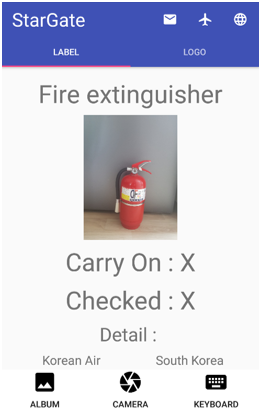 StarGate
LABEL LOGO
Fire extinguisher
Carry On : X
Checked : X
Detail :
Korean Air South Korea
ALBUM CAMERA KEYBOARD